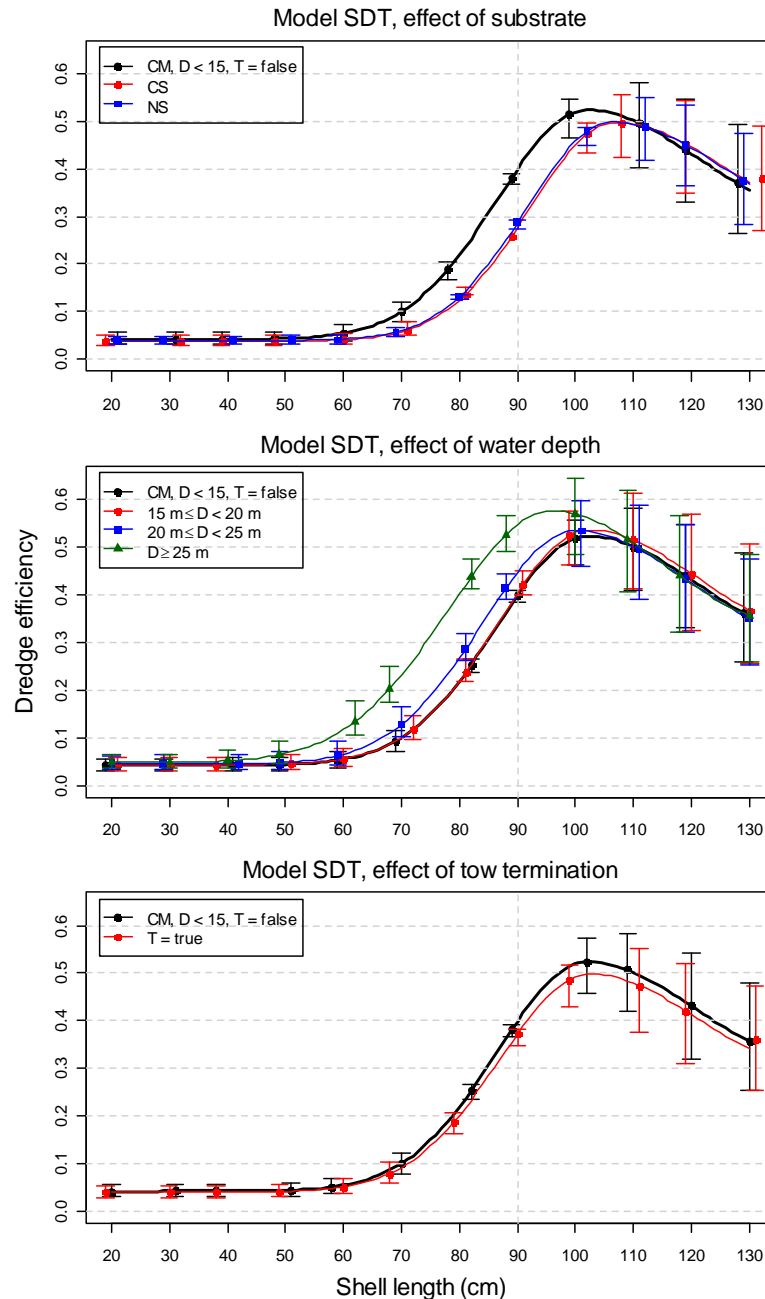 Model SDT, effect of substrate
CM, D < 15, T = false
CS
NS
0.6
0.5
0.4
0.3
0.2
0.1
0.0
20 30 40 50 60 70 80 90 100 110 120 130
Model SDT, effect of water depth
CM, D < 15, T = false
15 m ≤ D < 20 m
20 m ≤ D < 25 m
D ≥ 25 m
0.6
0.5
0.4
0.3
0.2
0.1
0.0
Dredge efficiency
20 30 40 50 60 70 80 90 100 110 120 130
Model SDT, effect of tow termination
CM, D < 15, T = false
T = true
0.6
0.5
0.4
0.3
0.2
0.1
0.0
20 30 40 50 60 70 80 90 100 110 120 130
Shell length (cm)